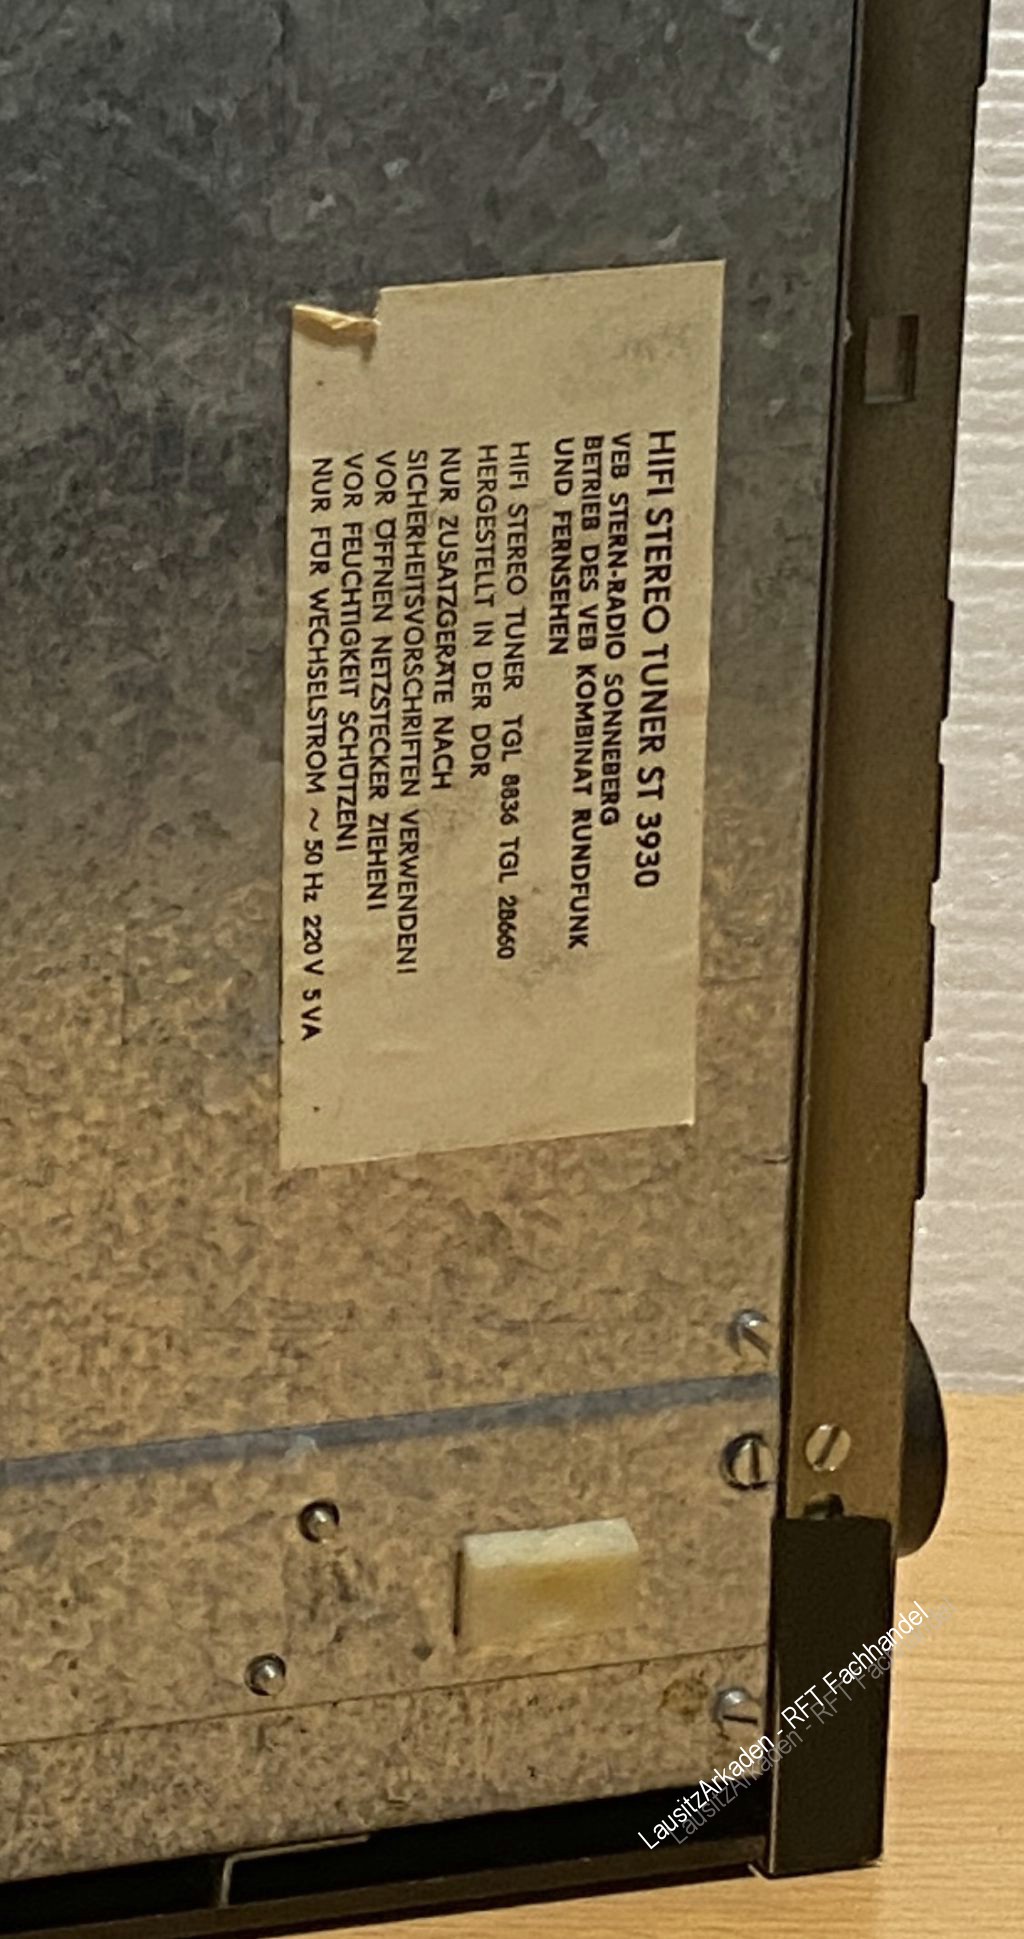 HIFI STEREO TUNER ST 3930
VEB STERN-RADIO SONNEBERG
BETRIEB DES VEB KOMBINAT RUNDFUNK
UND FERNSEHEN
HIFI STEREO TUNER TGL 8836 TGL 28660
HERGESTELLT IN DER DDR
NUR ZUSATZGERÄTE NACH
SICHERHEITSVORSCHRIFTEN VERWENDEN!
VOR ÖFFNEN NETZSTECKER ZIEHEN!
VOR FEUCHTIGKEIT SCHÜTZEN!
NUR FÜR WECHSELSTROM ~ 50 Hz 220 V 5 VA
LausitzArkaden - RFT Fachhandel